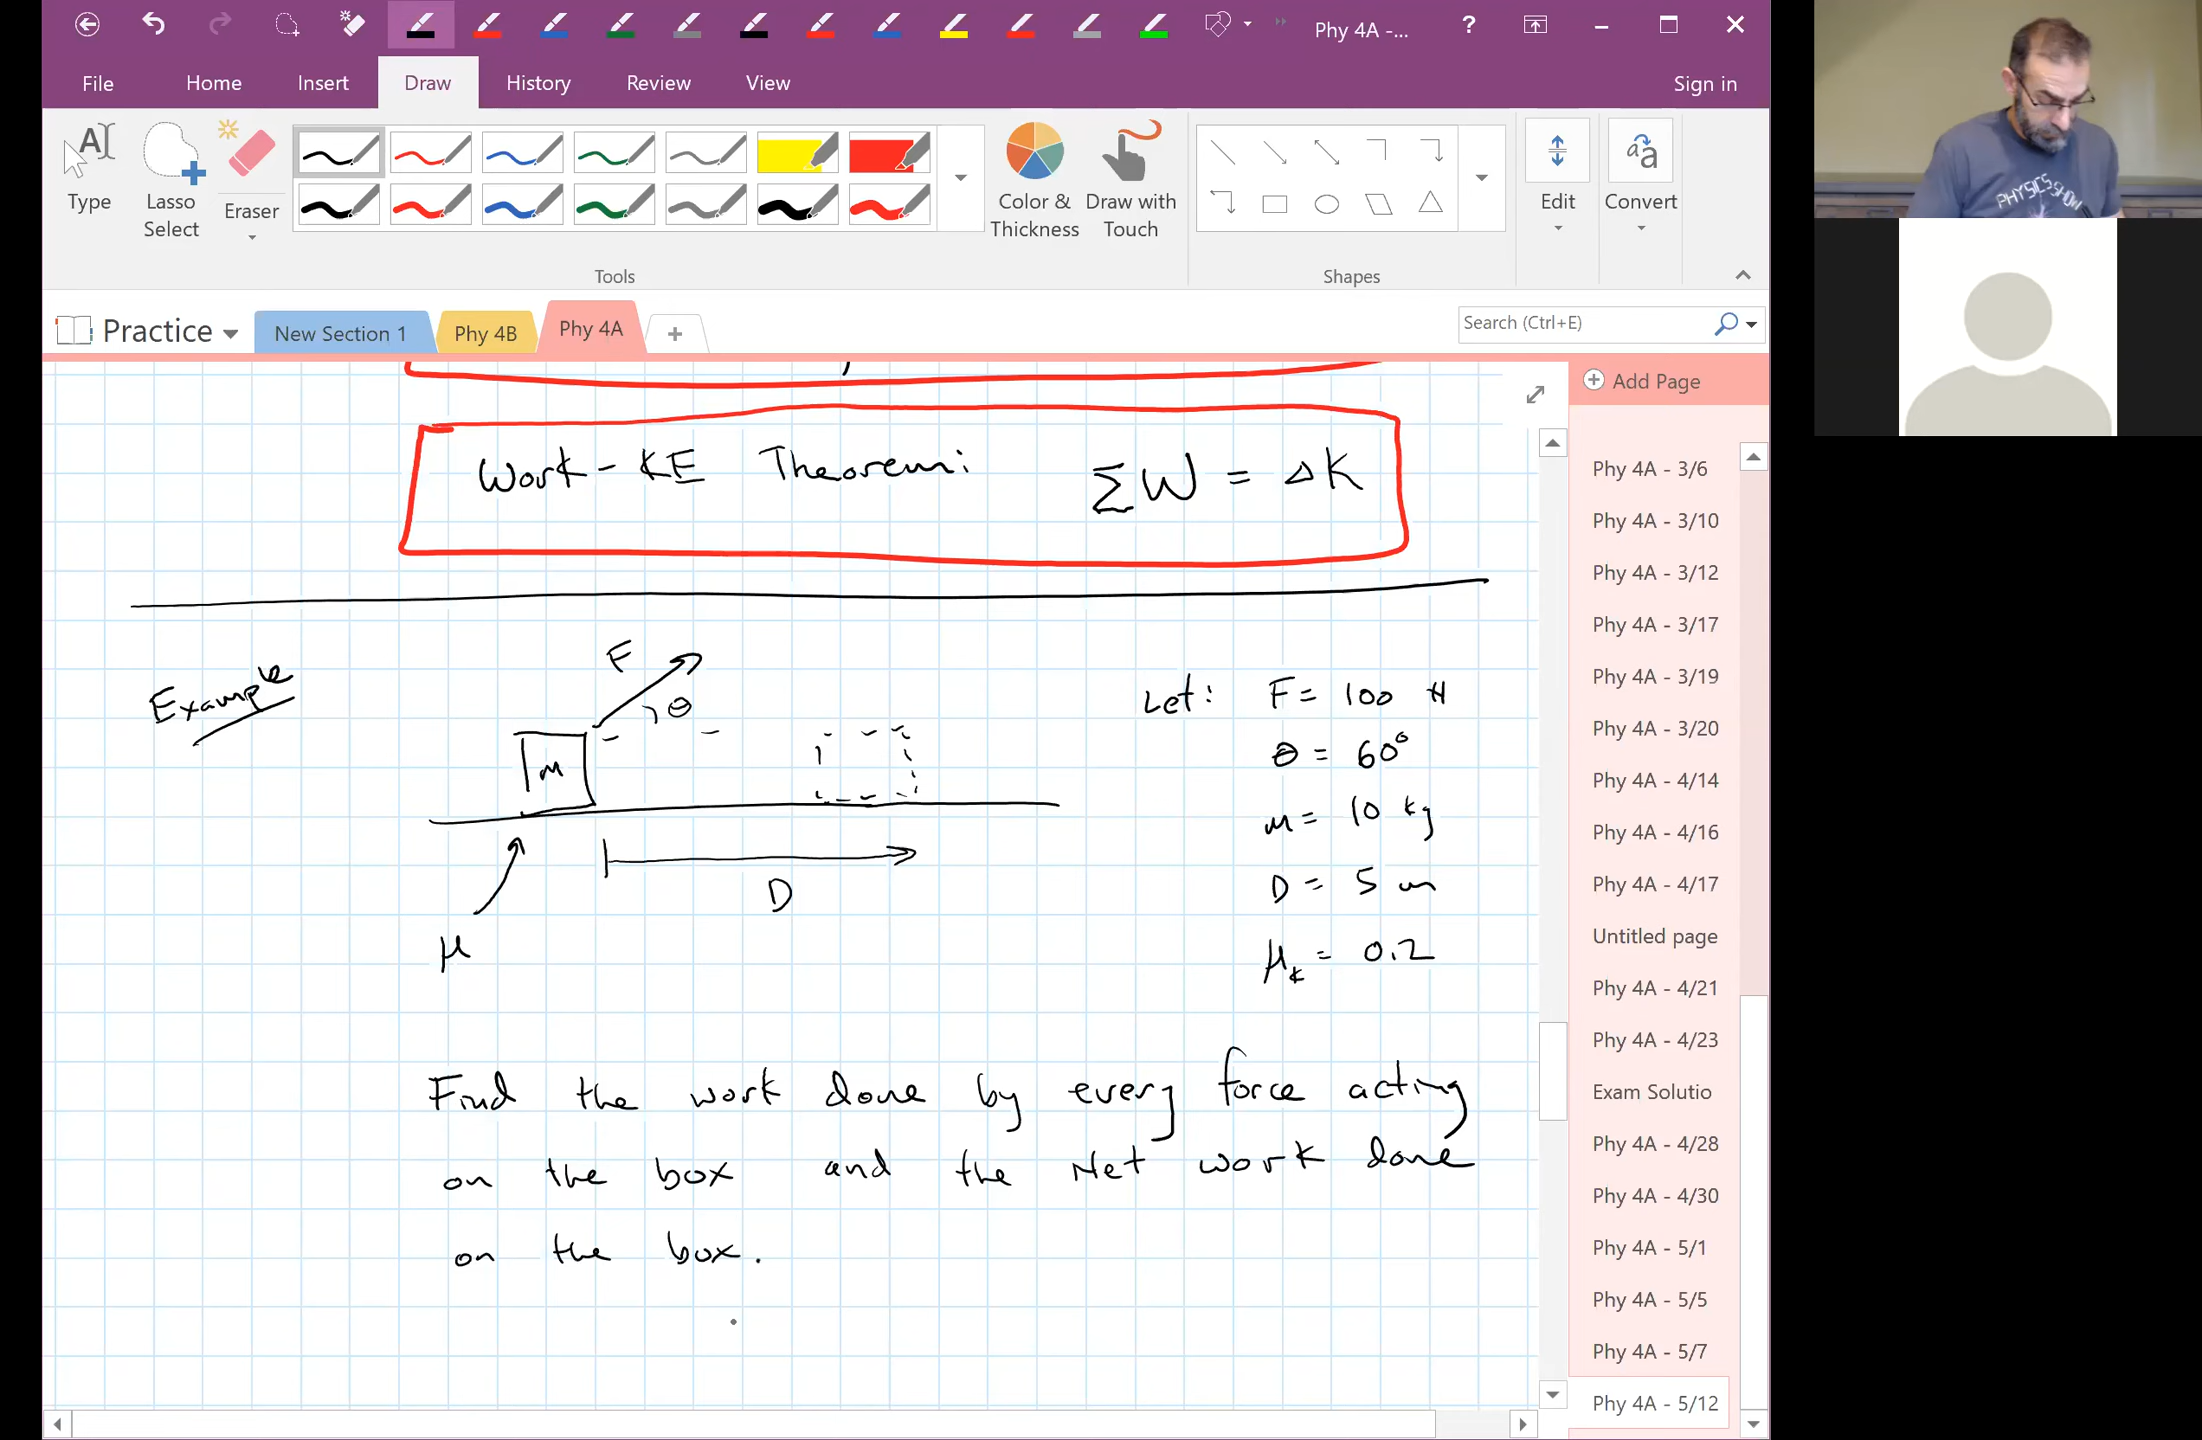 Phy 4A -...
?
File Home Insert Draw History Review View Sign in
Type
Lasso Select
Eraser
Color & Thickness
Draw with Touch
Edit
Convert
Tools
Shapes
Practice
New Section 1
Phy 4B
Phy 4A
Search (Ctrl+E)
Work-KE Theorem: ΣW = ΔK
Example
F
θ
m
D
μ
Let: F = 100 N
θ = 60°
m = 10 kg
D = 5 m
μk = 0.2
Find the work done by every force acting
on the box and the Net work done
on the box.
Add Page
Phy 4A - 3/6
Phy 4A - 3/10
Phy 4A - 3/12
Phy 4A - 3/17
Phy 4A - 3/19
Phy 4A - 3/20
Phy 4A - 4/14
Phy 4A - 4/16
Phy 4A - 4/17
Untitled page
Phy 4A - 4/21
Phy 4A - 4/23
Exam Solutio
Phy 4A - 4/28
Phy 4A - 4/30
Phy 4A - 5/1
Phy 4A - 5/5
Phy 4A - 5/7
Phy 4A - 5/12
PHYSICS SHOW